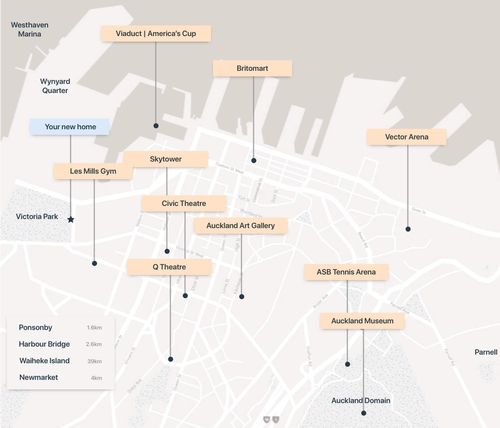 Westhaven
Marina
Viaduct | America's Cup
Britomart
Wynyard
Quarter
Your new home
Vector Arena
Skytower
Les Mills Gym
Civic Theatre
Victoria Park
Auckland Art Gallery
Q Theatre
ASB Tennis Arena
Auckland Museum
Ponsonby 1.6km
Harbour Bridge 2.6km
Waiheke Island 39km
Newmarket 4km
Parnell
Auckland Domain